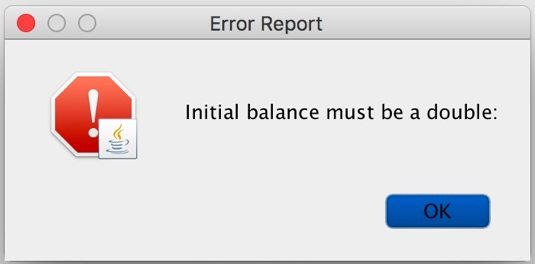 Error Report
Initial balance must be a double:
OK